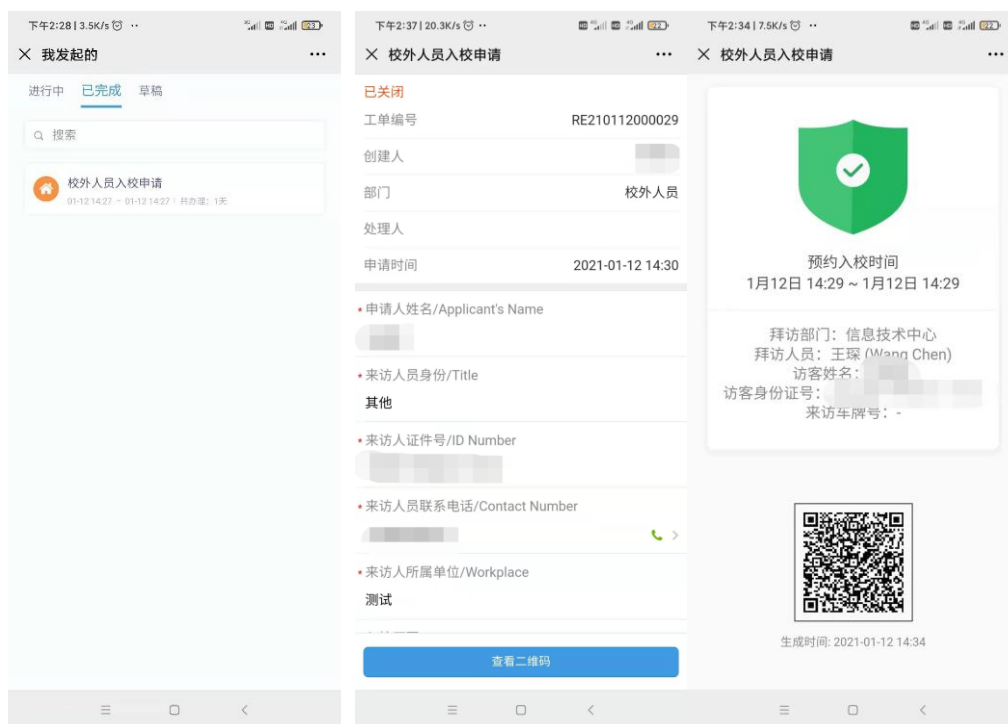 下午2:28 | 3.5K/s
23
我发起的
进行中 已完成 草稿
搜索
校外人员入校申请
01-12 14:27 ~ 01-12 14:27 | 共办理：1天
下午2:37 | 20.3K/s
22
校外人员入校申请
已关闭
工单编号 RE210112000029
创建人
部门 校外人员
处理人
申请时间 2021-01-12 14:30
*申请人姓名/Applicant's Name
*来访人员身份/Title
其他
*来访人证件号/ID Number
*来访人员联系电话/Contact Number
*来访人所属单位/Workplace
测试
查看二维码
下午2:34 | 7.5K/s
22
校外人员入校申请
预约入校时间
1月12日 14:29 ~ 1月12日 14:29
拜访部门：信息技术中心
拜访人员：王琛 (Wang Chen)
访客姓名：
访客身份证号：
来访车牌号：-
生成时间: 2021-01-12 14:34